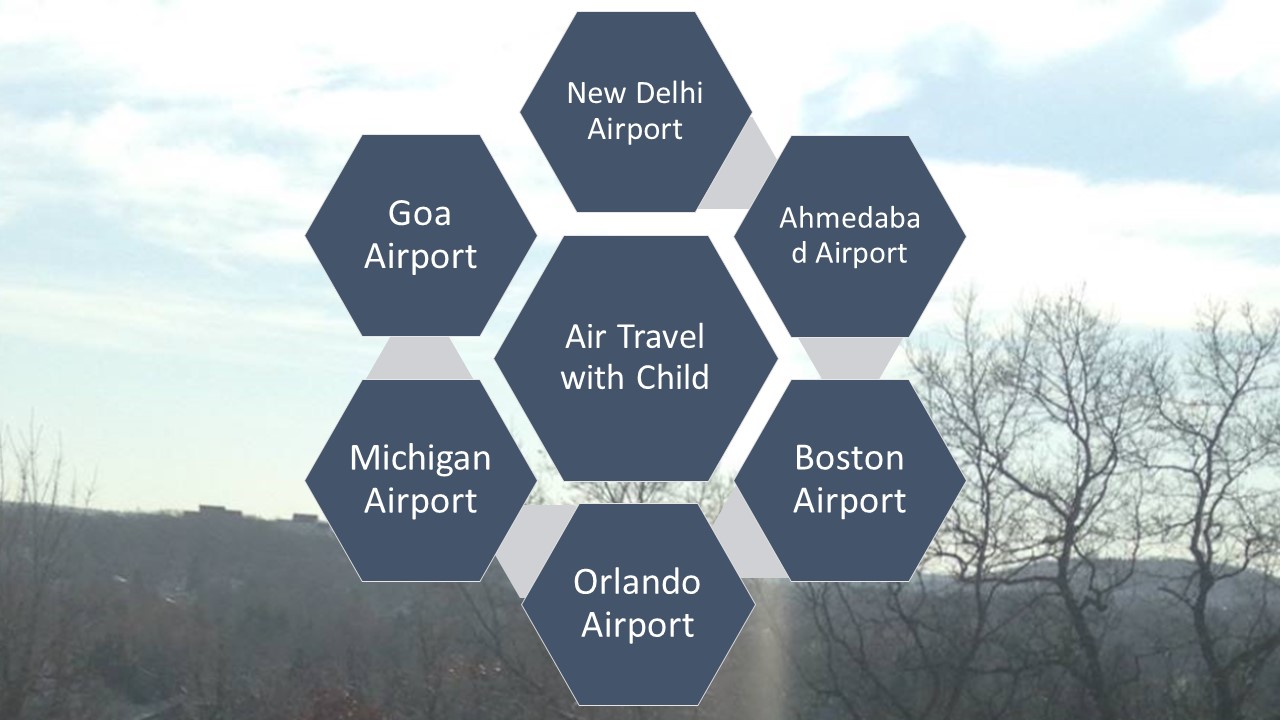 New Delhi
Airport
Goa
Airport
Ahmedaba
d Airport
Air Travel
with Child
Michigan
Airport
Boston
Airport
Orlando
Airport